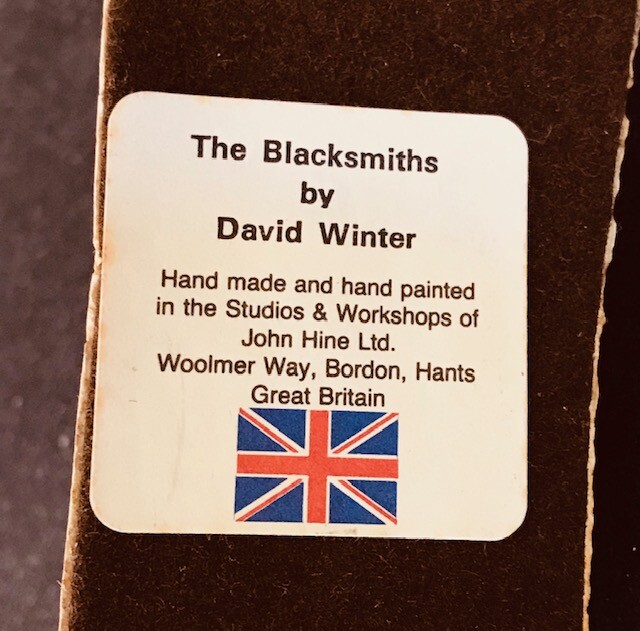 The Blacksmiths
by
David Winter
Hand made and hand painted
in the Studios & Workshops of
John Hine Ltd.
Woolmer Way, Bordon, Hants
Great Britain